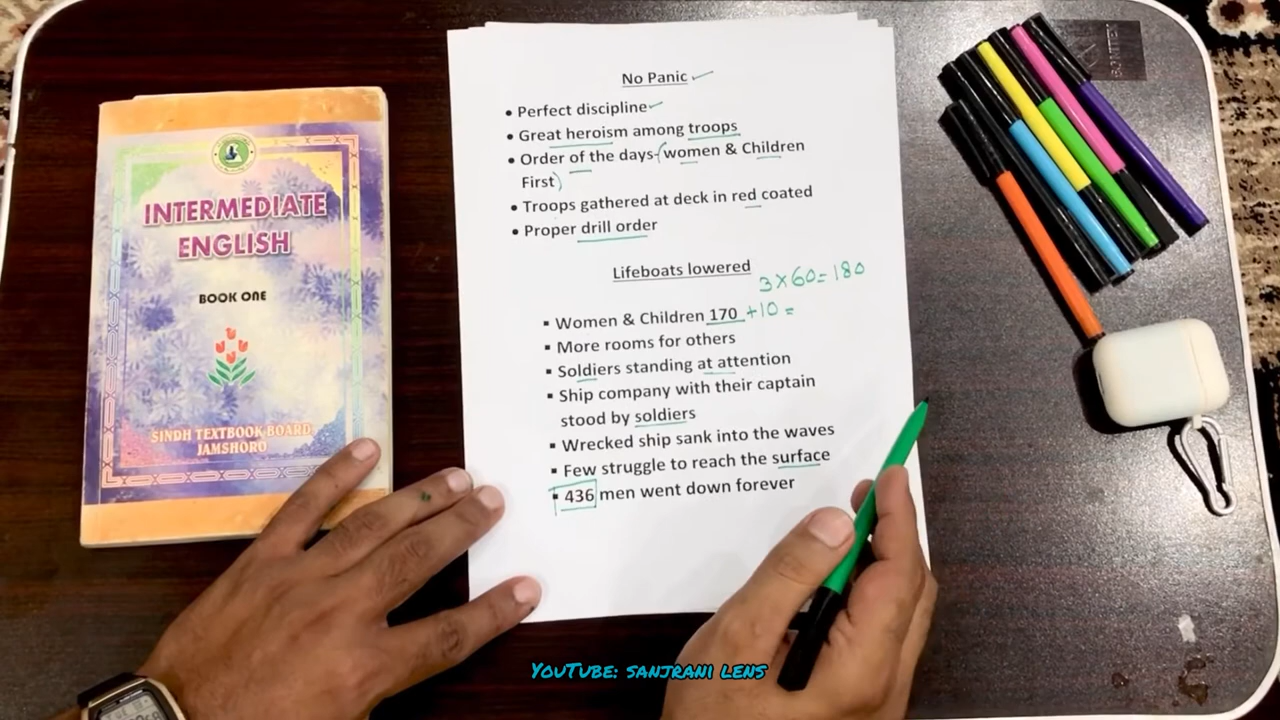 INTERMEDIATE
ENGLISH
BOOK ONE
SINDH TEXTBOOK BOARD,
JAMSHORO
No Panic
• Perfect discipline
• Great heroism among troops
• Order of the days-(women & Children
First)
• Troops gathered at deck in red coated
• Proper drill order
Lifeboats lowered
3×60=180
▪ Women & Children 170 +10=
▪ More rooms for others
▪ Soldiers standing at attention
▪ Ship company with their captain
stood by soldiers
▪ Wrecked ship sank into the waves
▪ Few struggle to reach the surface
▪ 436 men went down forever
YouTube: sanjrani lens